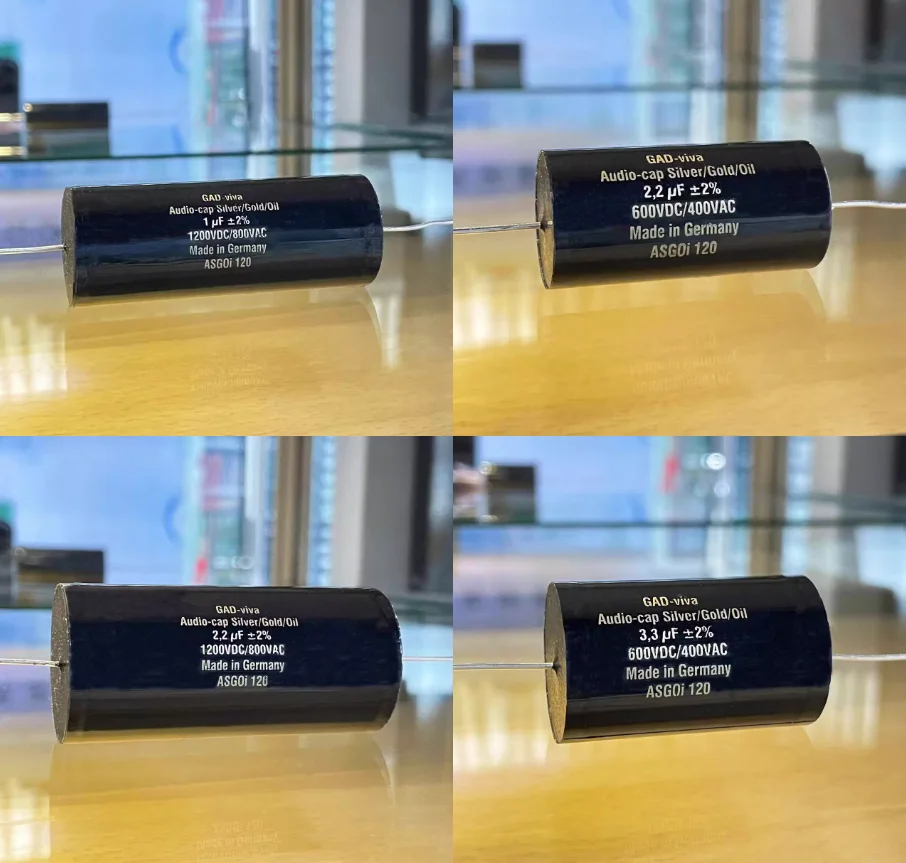 GAD-viva
Audio-cap Silver/Gold/Oil
1 µF ±2%
1200VDC/800VAC
Made in Germany
ASGOi 120
GAD-viva
Audio-cap Silver/Gold/Oil
2,2 µF ±2%
600VDC/400VAC
Made in Germany
ASGOi 120
GAD-viva
Audio-cap Silver/Gold/Oil
2,2 µF ±2%
1200VDC/800VAC
Made in Germany
ASGOi 120
GAD-viva
Audio-cap Silver/Gold/Oil
3,3 µF ±2%
600VDC/400VAC
Made in Germany
ASGOi 120